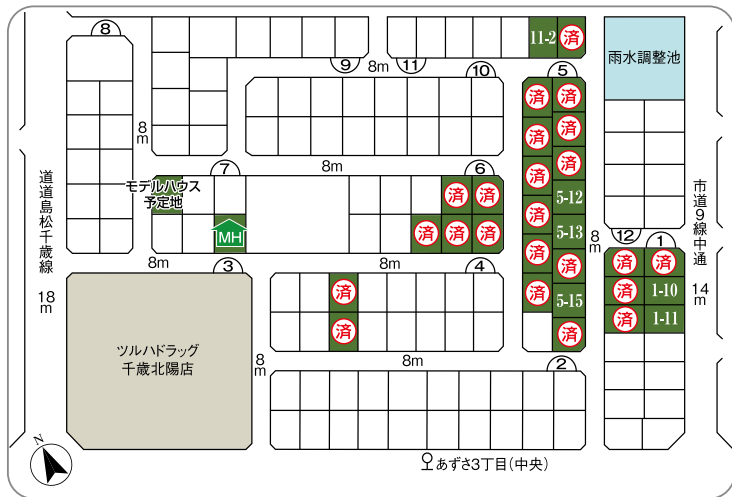 ⑧
⑨
8m
⑪
⑩
11-2
済
⑤
雨水調整池
8m
8m
⑦
モデルハウス
予定地
MH
⑥
済 済
済 済 済
済 済
済
済 済
済 5-12
済 5-13
済 済
済 5-15
済
8m
道道島松千歳線
18m
市道9線中通
14m
⑫ ①
済 済
済 1-10
済 1-11
8m
③
8m
④
済
済
ツルハドラッグ
千歳北陽店
8m
8m
②
N
あずさ3丁目(中央)